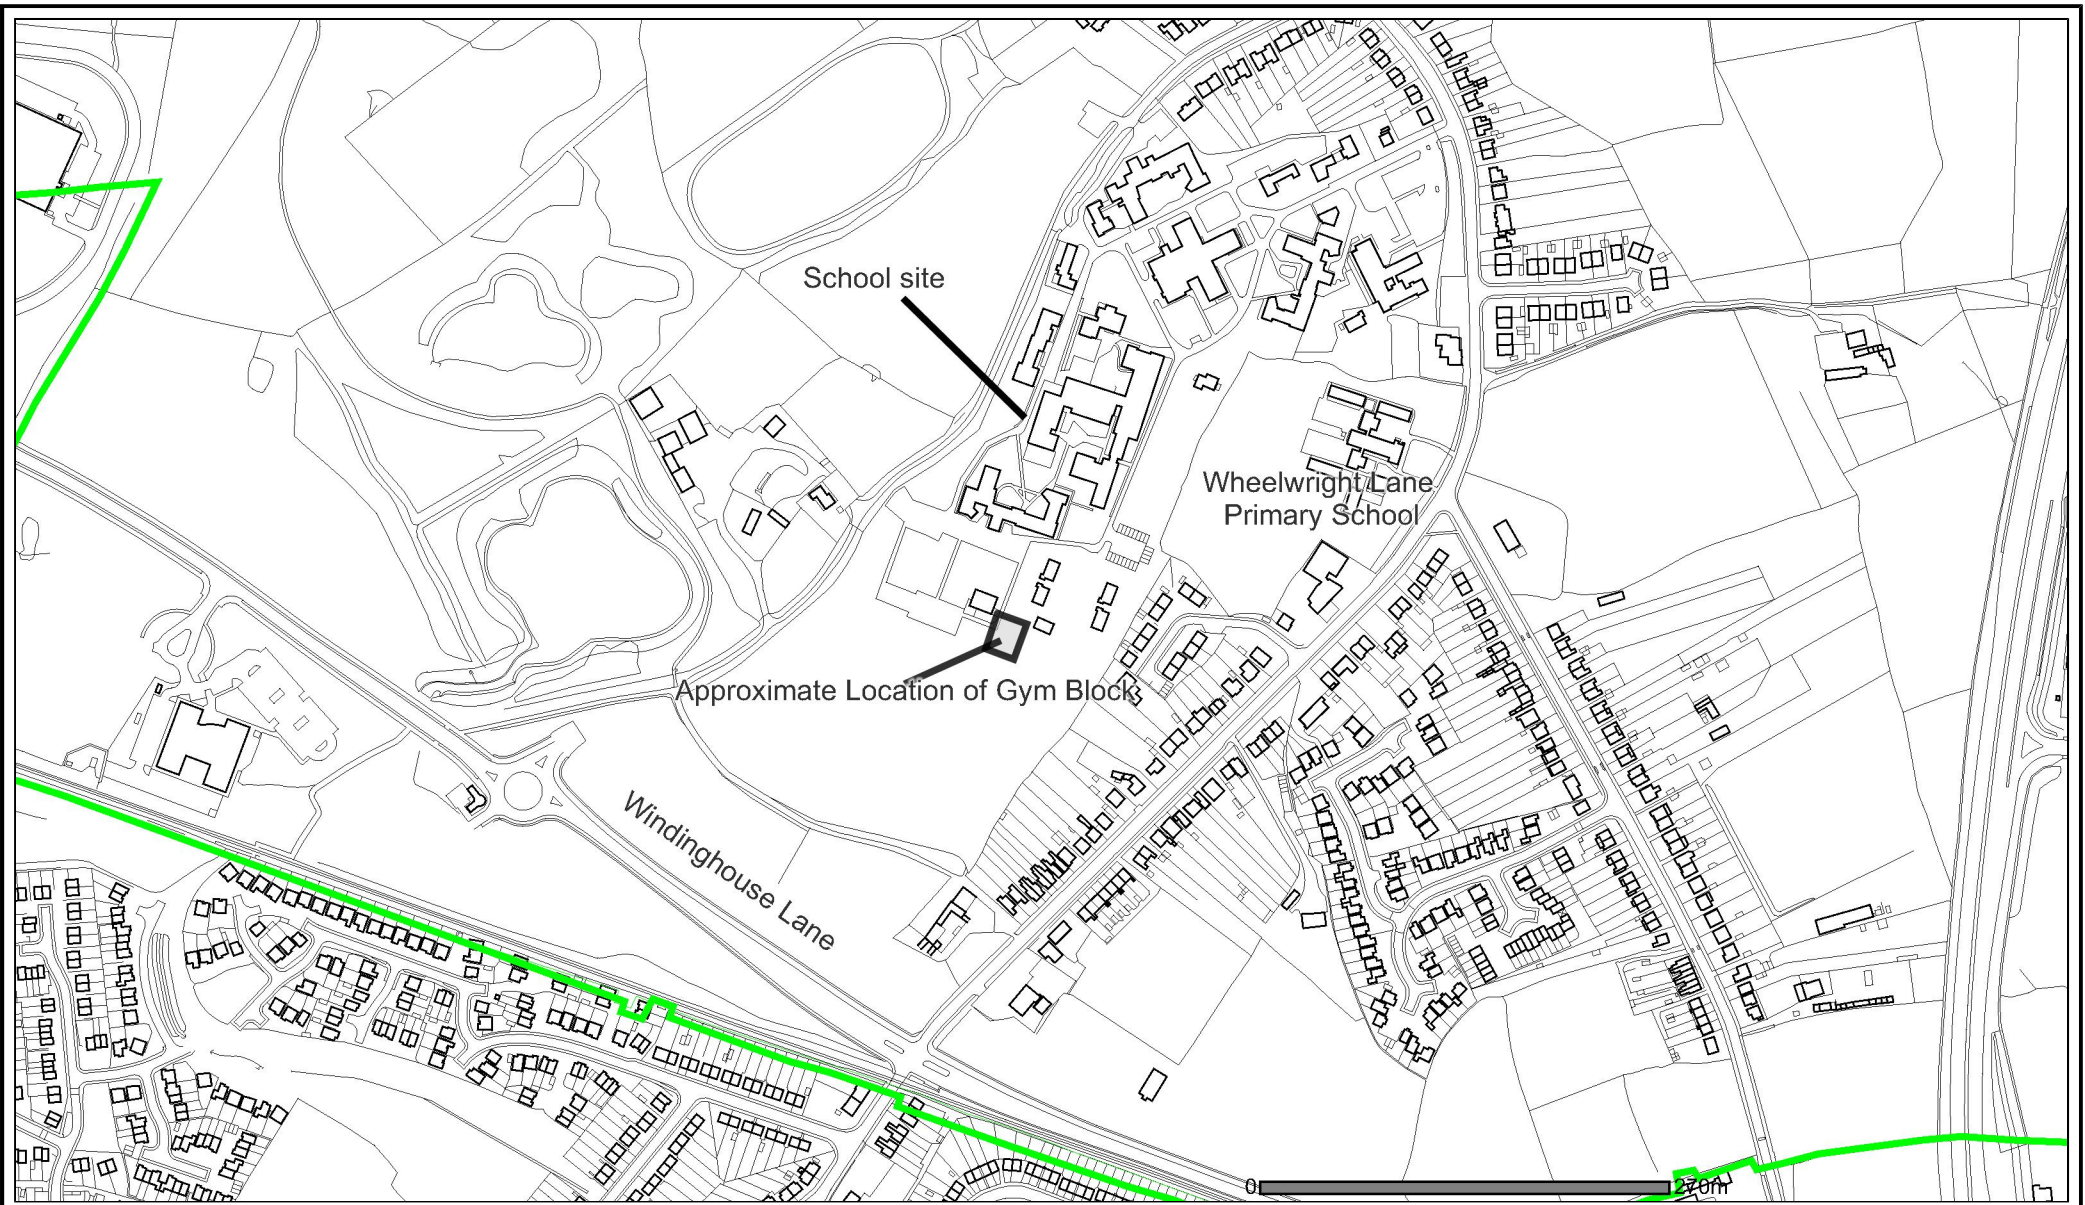 School site
Wheelwright Lane
Primary School
Approximate Location of Gym Block
Windinghouse Lane
0
270m